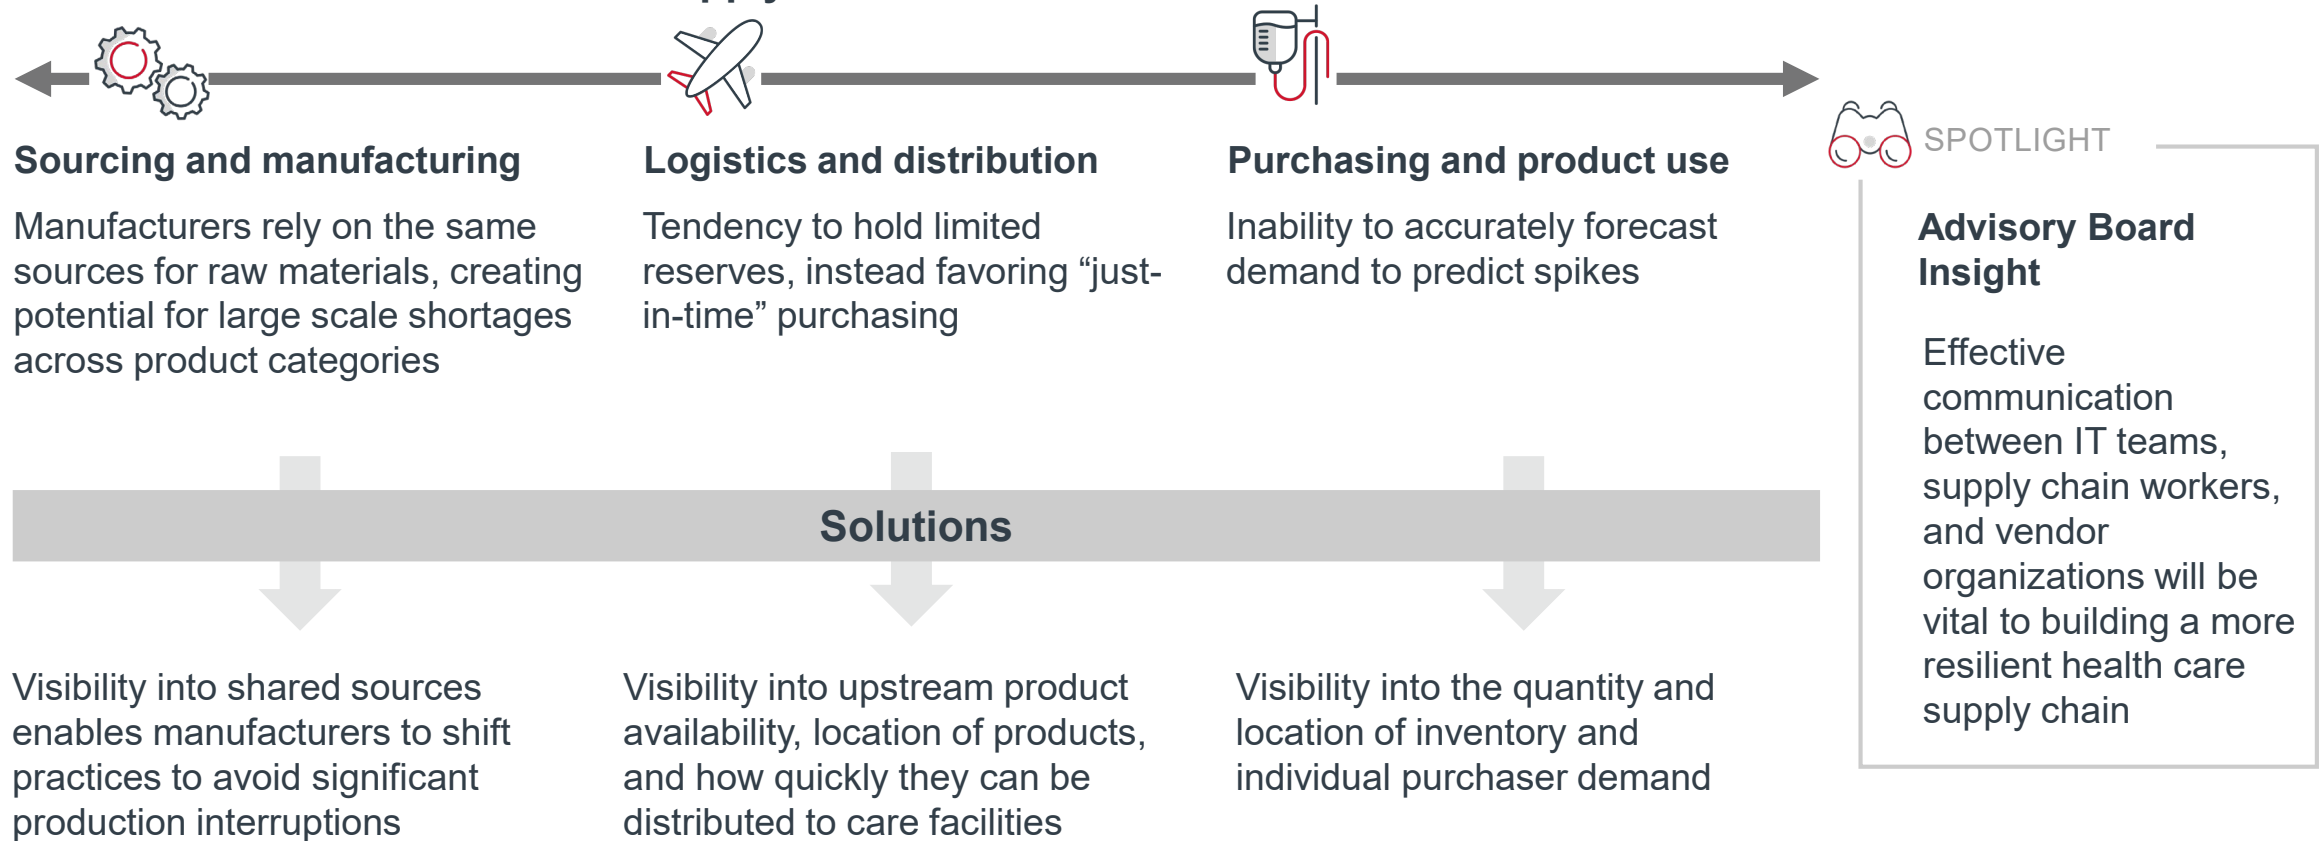 Sourcing and manufacturing
Manufacturers rely on the same
sources for raw materials, creating
potential for large scale shortages
across product categories
Logistics and distribution
Tendency to hold limited
reserves, instead favoring “just-
in-time” purchasing
Purchasing and product use
Inability to accurately forecast
demand to predict spikes
Solutions
Visibility into shared sources
enables manufacturers to shift
practices to avoid significant
production interruptions
Visibility into upstream product
availability, location of products,
and how quickly they can be
distributed to care facilities
Visibility into the quantity and
location of inventory and
individual purchaser demand
SPOTLIGHT
Advisory Board
Insight
Effective
communication
between IT teams,
supply chain workers,
and vendor
organizations will be
vital to building a more
resilient health care
supply chain